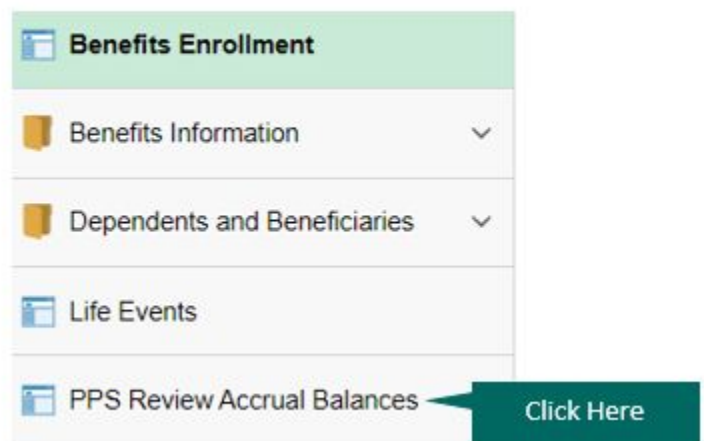 Benefits Enrollment
Benefits Information
Dependents and Beneficiaries
Life Events
PPS Review Accrual Balances
Click Here